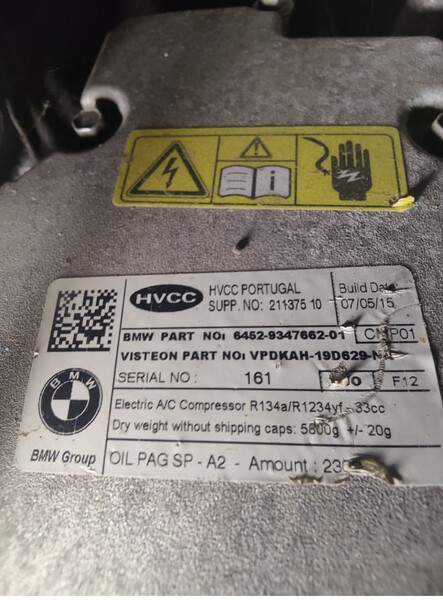 HVCC
HVCC PORTUGAL
SUPP. NO: 211375 10
Build Date
07/05/15
BMW PART NO: 6452-9347662-01
VISTEON PART NO: VPDKAH-19D629-
SERIAL NO : 161
F12
Electric A/C Compressor R134a/R1234yf - 33cc
Dry weight without shipping caps: 5800g +/- 20g
BMW
BMW Group
OIL PAG SP - A2 - Amount : 230